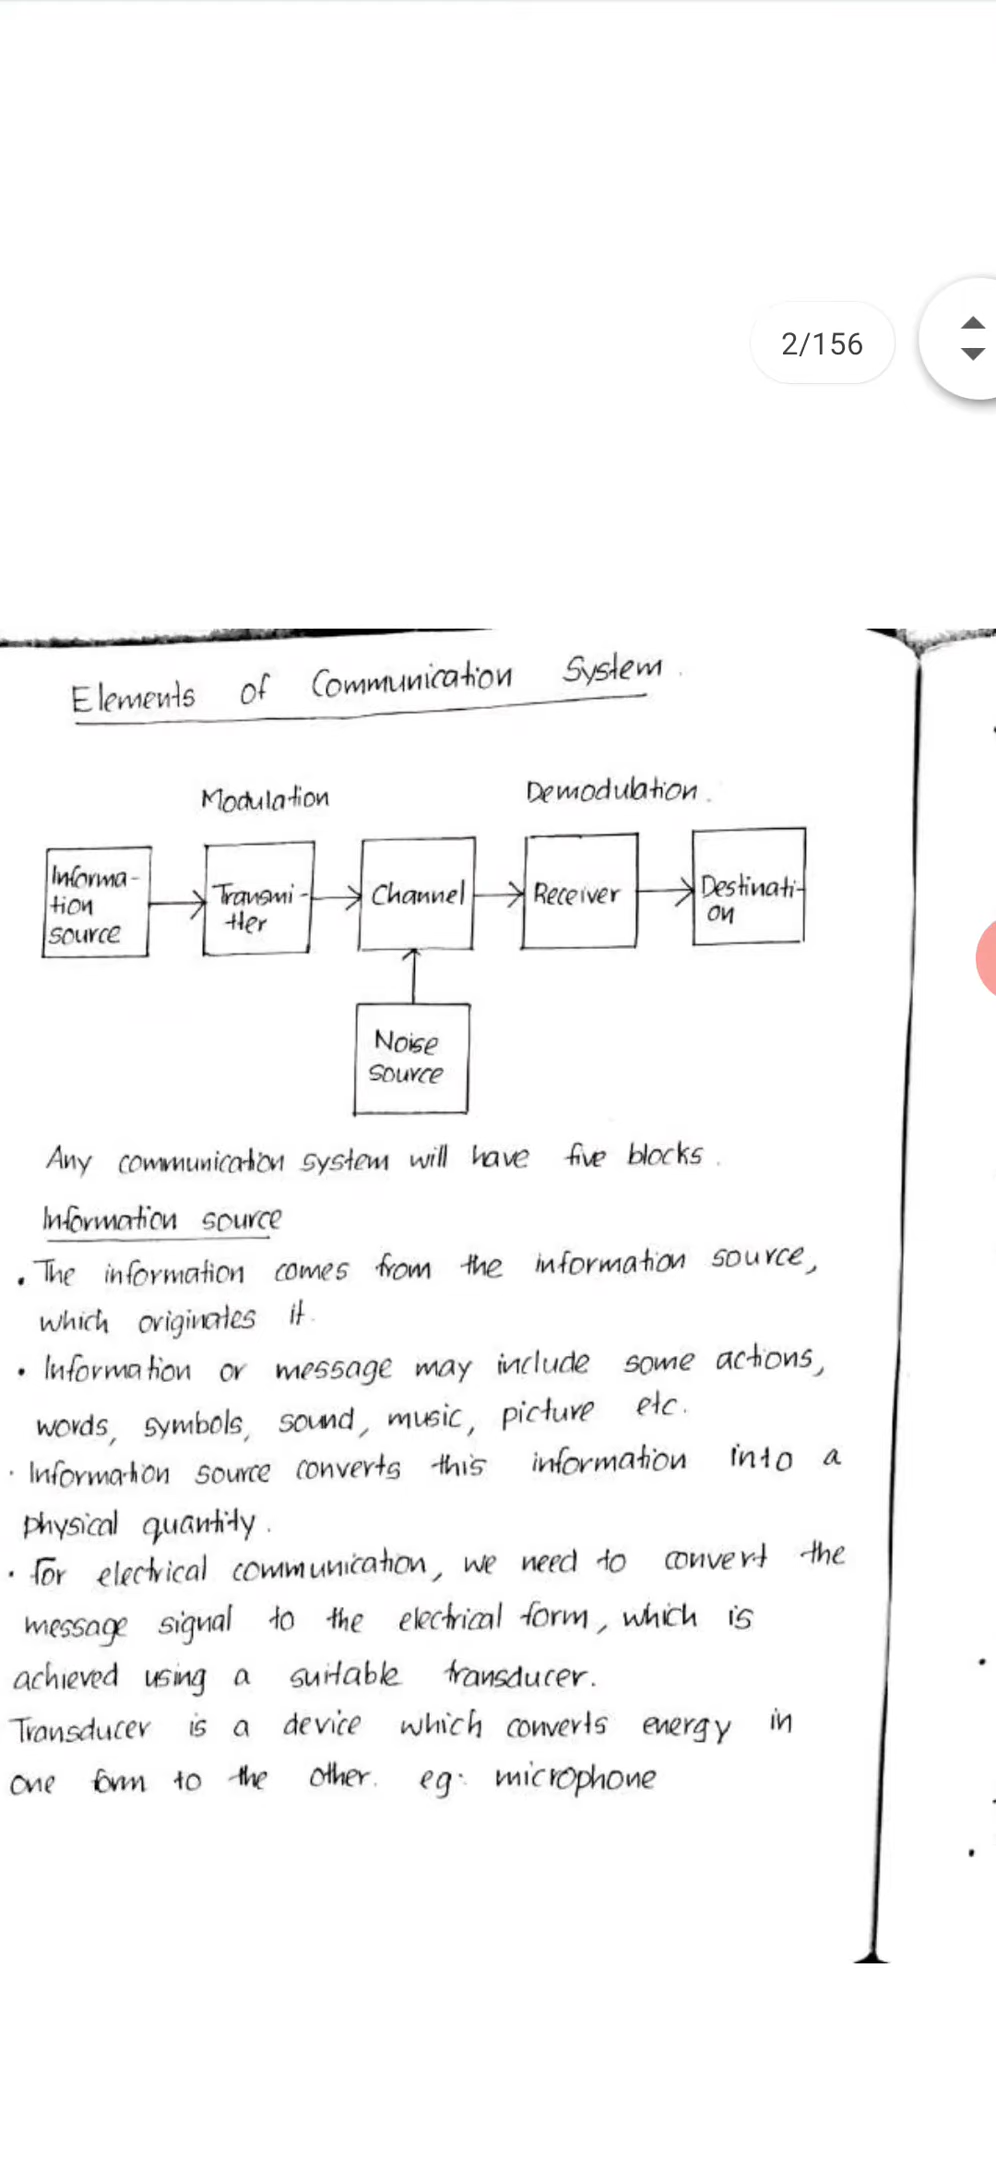 2/156
Elements of Communication System.
Modulation
Demodulation.
Informa-
tion
source
Transmi-
tter
Channel
Receiver
Destinati-
on
Noise
source
Any communication system will have five blocks.
Information source
• The information comes from the information source,
which originates it.
• Information or message may include some actions,
words, symbols, sound, music, picture etc.
• Information source converts this information into a
physical quantity.
• For electrical communication, we need to convert the
message signal to the electrical form, which is
achieved using a suitable transducer.
Transducer is a device which converts energy in
one form to the other. eg: microphone